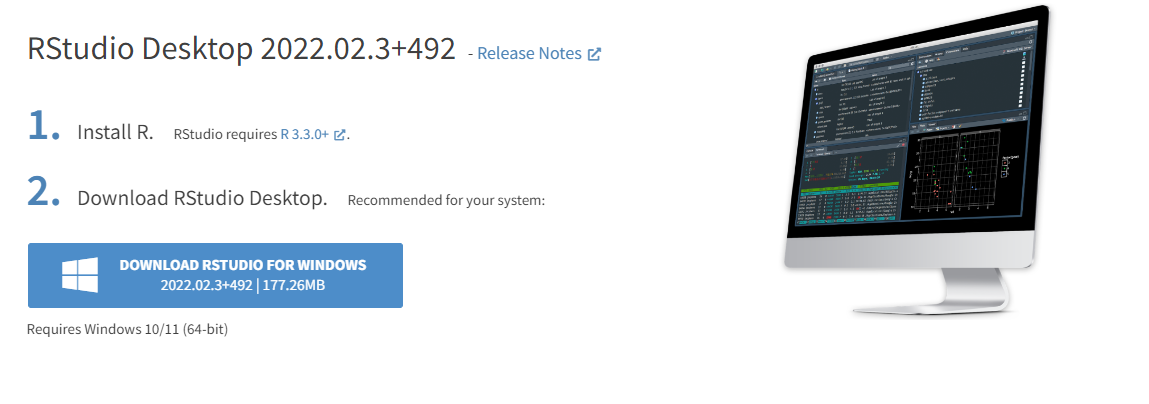 RStudio Desktop 2022.02.3+492 - Release Notes
1. Install R. RStudio requires R 3.3.0+.
2. Download RStudio Desktop. Recommended for your system:
DOWNLOAD RSTUDIO FOR WINDOWS
2022.02.3+492 | 177.26MB
Requires Windows 10/11 (64-bit)